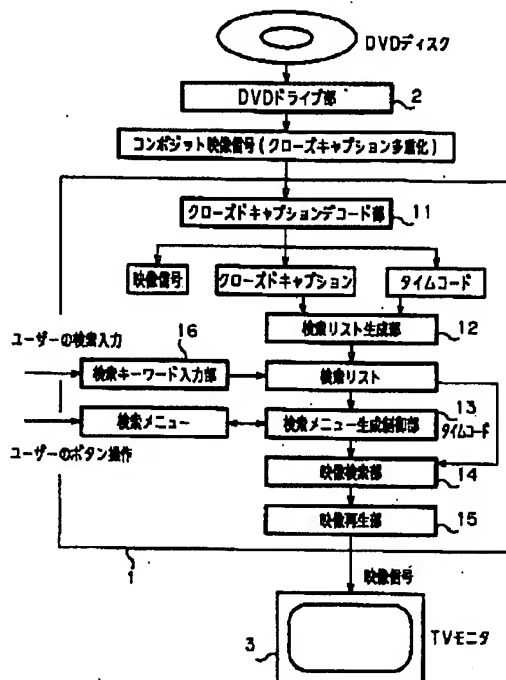 DVDディスク
DVDドライブ部
2
コンポジット映像信号(クローズキャプション多重化)
クローズドキャプションデコード部
11
映像信号
クローズドキャプション
タイムコード
検索リスト生成部
12
ユーザーの検索入力
16
検索キーワード入力部
検索リスト
13
検索メニュー
検索メニュー生成制御部
タイムコード
ユーザーのボタン操作
映像検索部
14
映像再生部
15
1
映像信号
3
TVモニタ